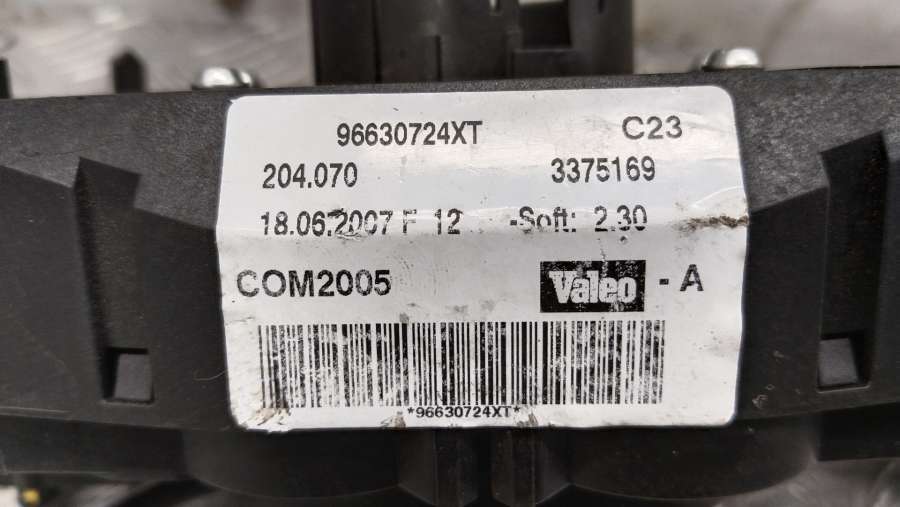 96630724XT C23
204.070 3375169
18.06.2007 F 12 -Soft: 2.30
COM2005 Valeo - A
*96630724XT*